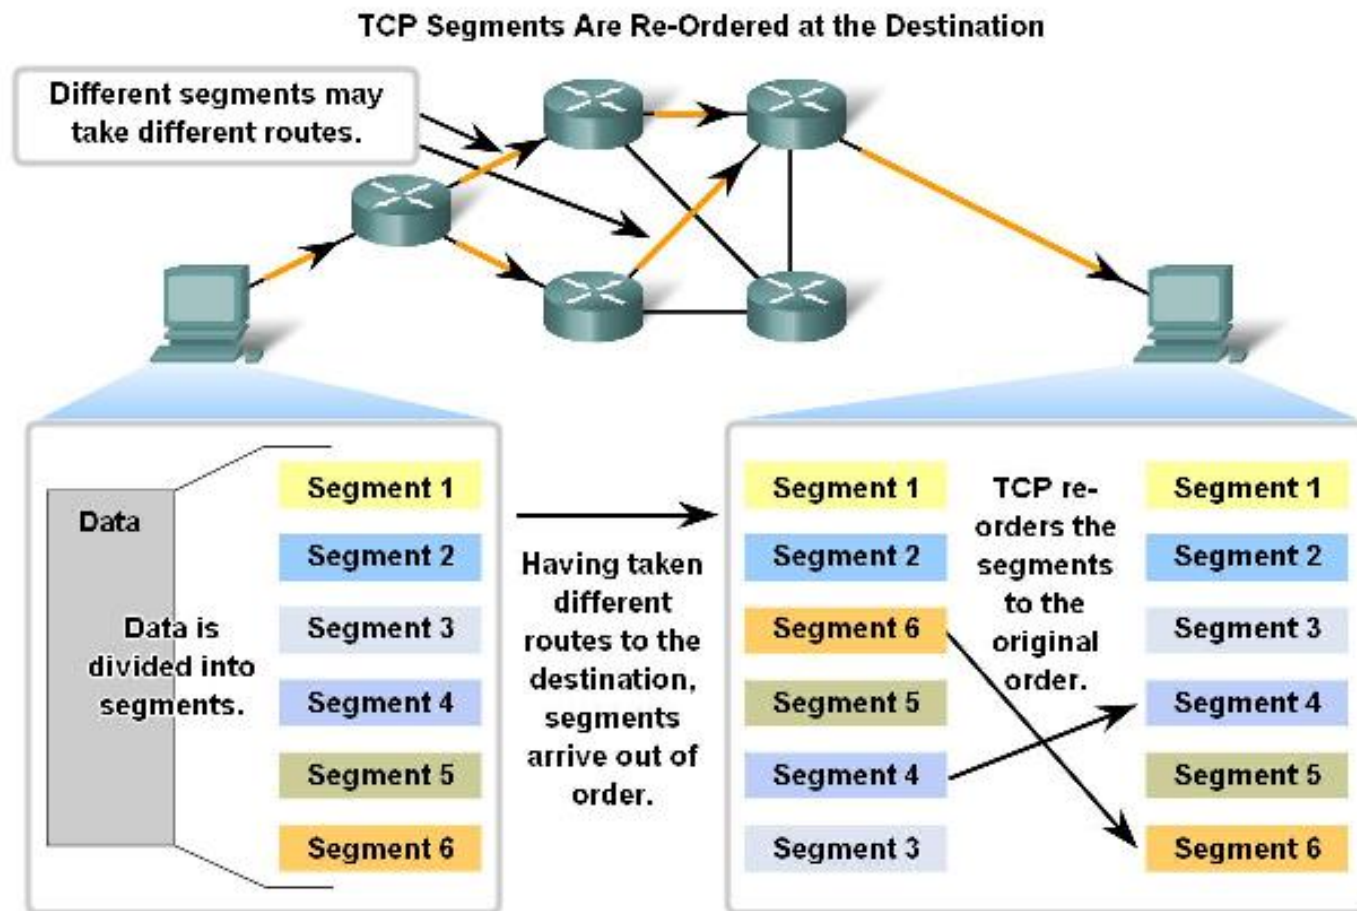 TCP Segments Are Re-Ordered at the Destination
Different segments may
take different routes.
Data
Data is
divided into
segments.
Segment 1
Segment 2
Segment 3
Segment 4
Segment 5
Segment 6
Having taken
different
routes to the
destination,
segments
arrive out of
order.
Segment 1
Segment 2
Segment 6
Segment 5
Segment 4
Segment 3
TCP re-
orders the
segments
to the
original
order.
Segment 1
Segment 2
Segment 3
Segment 4
Segment 5
Segment 6